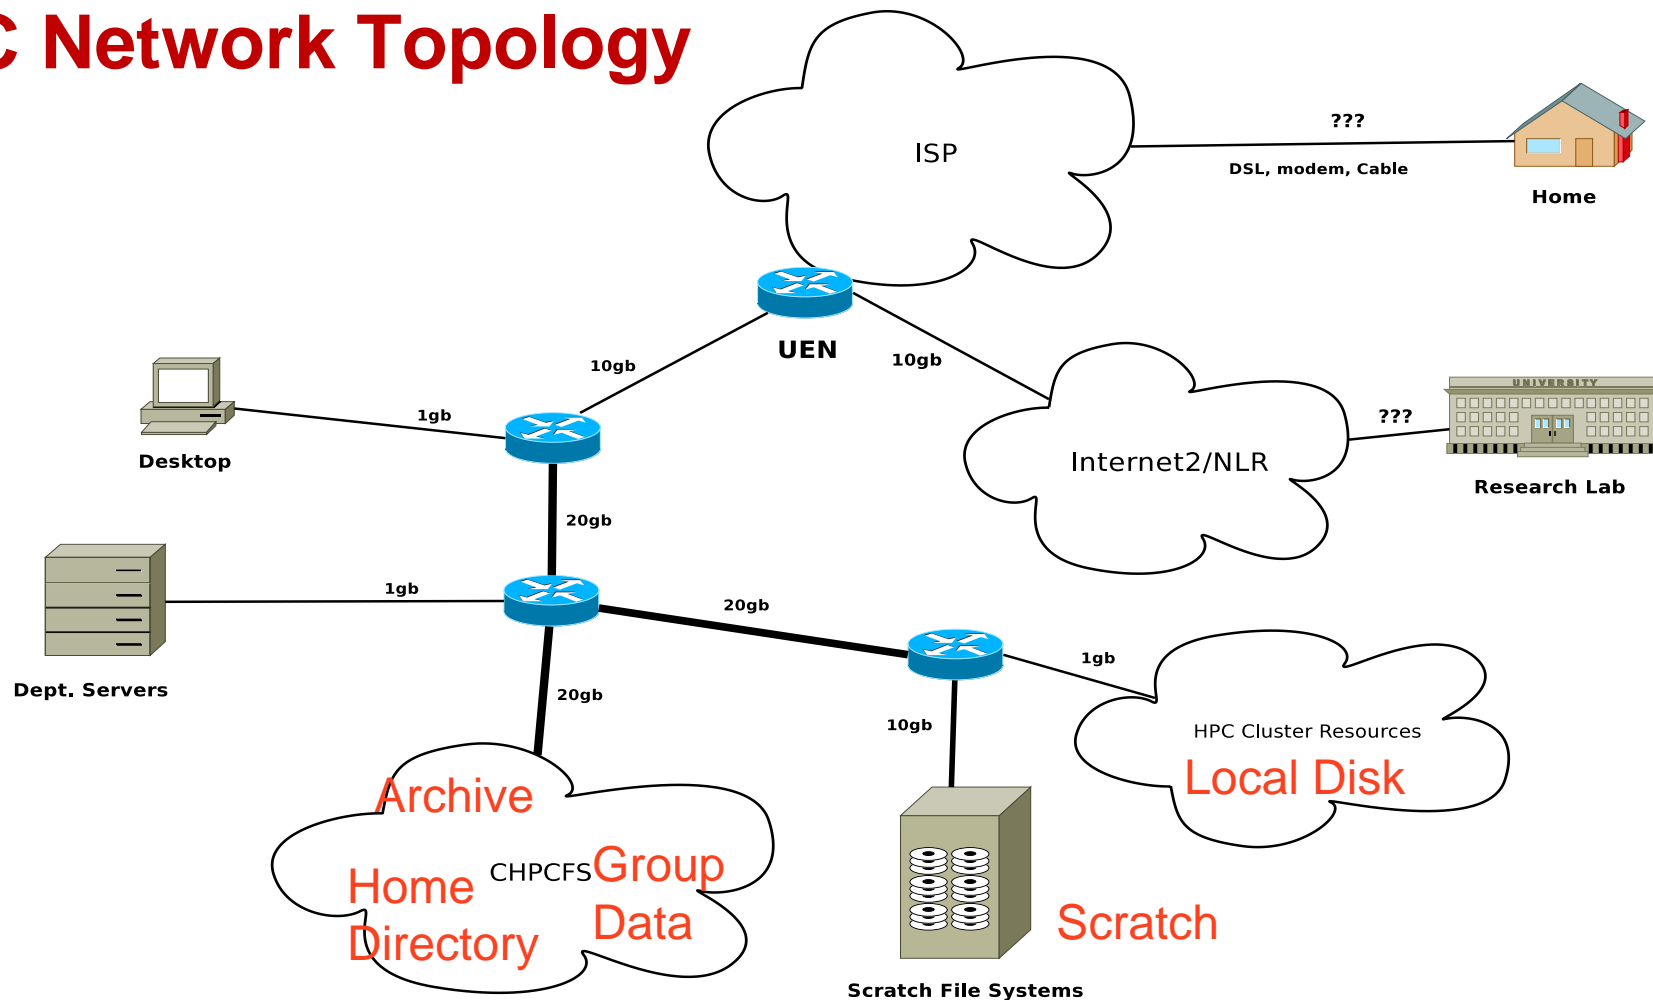 C Network Topology
ISP
???
DSL, modem, Cable
Home
UEN
10gb
10gb
1gb
Desktop
Internet2/NLR
???
UNIVERSITY
Research Lab
20gb
1gb
Dept. Servers
20gb
20gb
1gb
10gb
HPC Cluster Resources
Local Disk
Archive
CHPCFS
Home
Directory
Group
Data
Scratch
Scratch File Systems